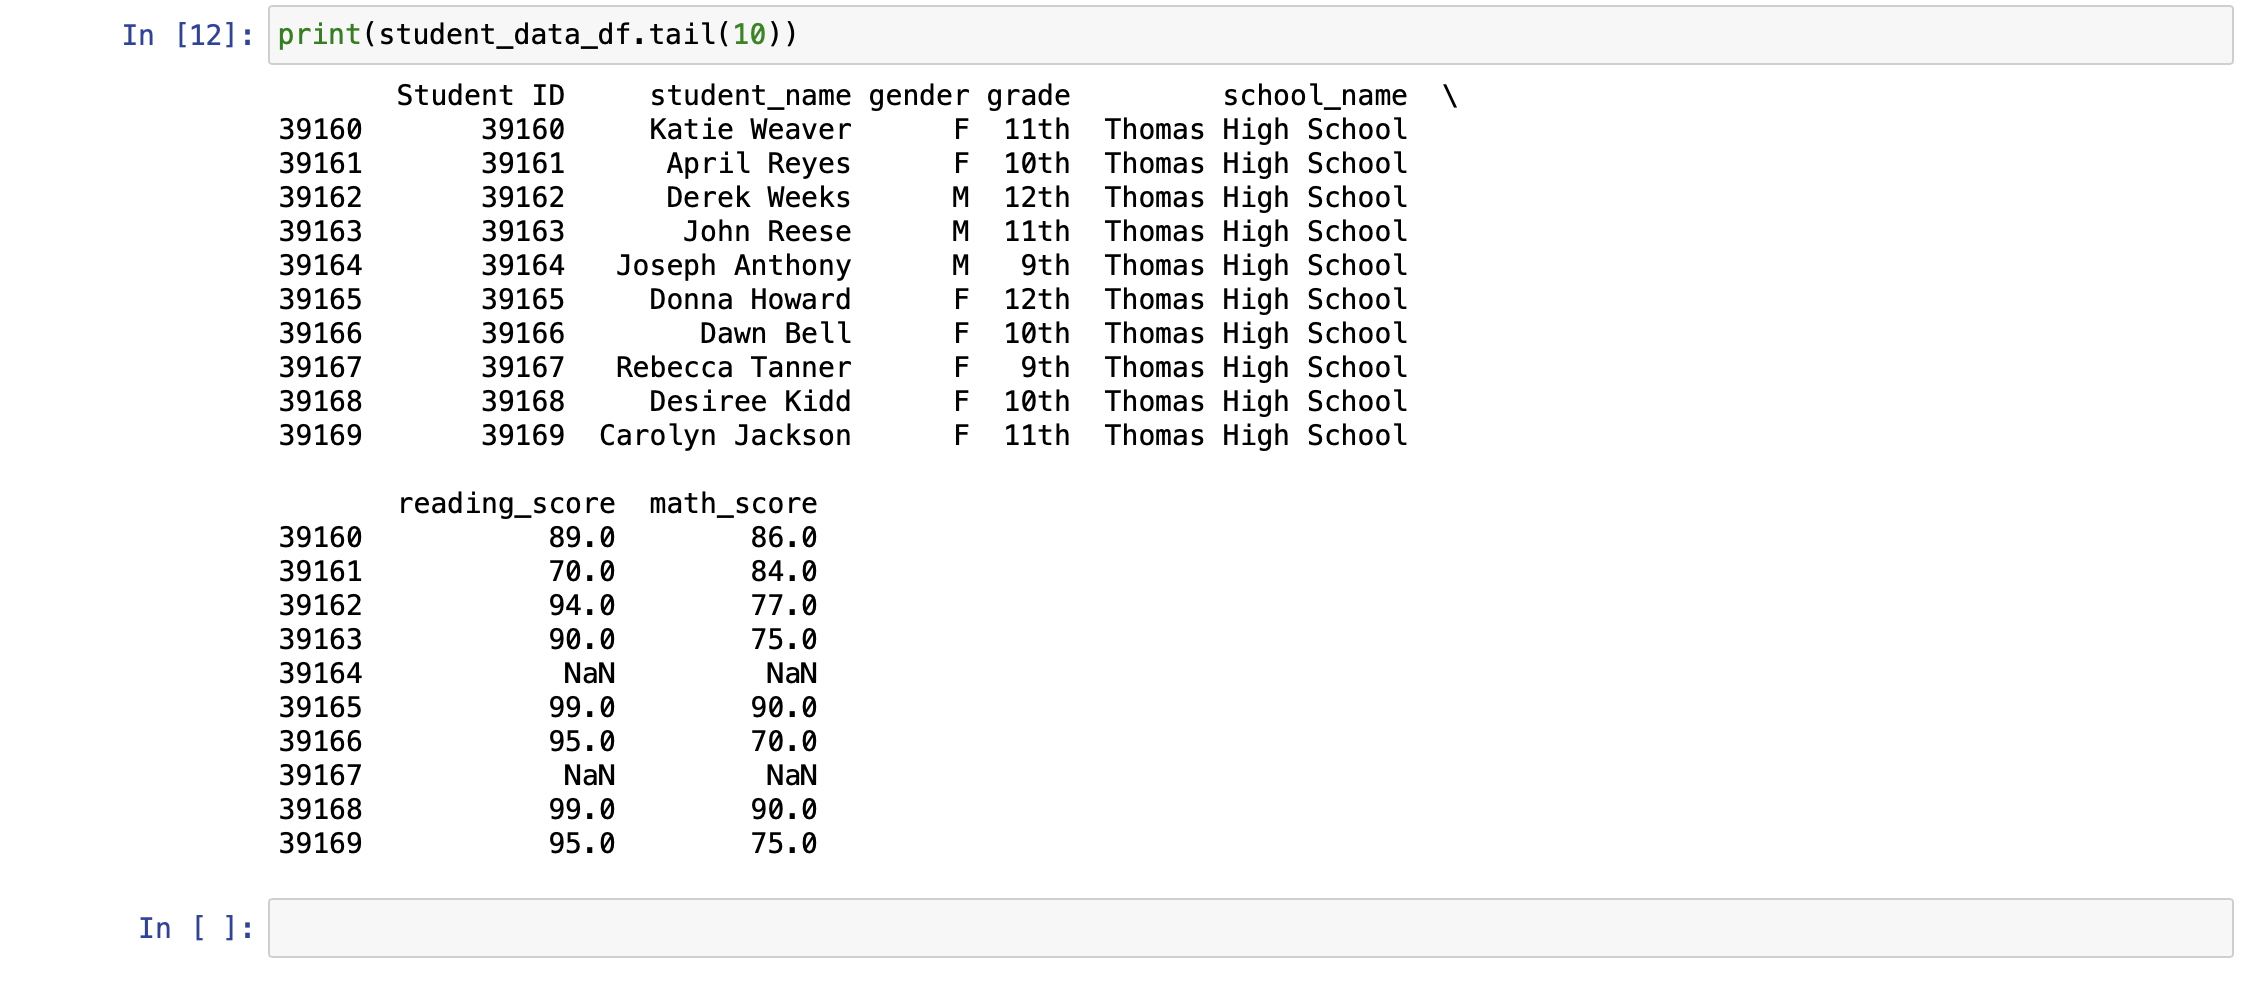 In [12]: print(student_data_df.tail(10))
Student ID student_name gender grade school_name \
39160 39160 Katie Weaver F 11th Thomas High School
39161 39161 April Reyes F 10th Thomas High School
39162 39162 Derek Weeks M 12th Thomas High School
39163 39163 John Reese M 11th Thomas High School
39164 39164 Joseph Anthony M 9th Thomas High School
39165 39165 Donna Howard F 12th Thomas High School
39166 39166 Dawn Bell F 10th Thomas High School
39167 39167 Rebecca Tanner F 9th Thomas High School
39168 39168 Desiree Kidd F 10th Thomas High School
39169 39169 Carolyn Jackson F 11th Thomas High School
reading_score math_score
39160 89.0 86.0
39161 70.0 84.0
39162 94.0 77.0
39163 90.0 75.0
39164 NaN NaN
39165 99.0 90.0
39166 95.0 70.0
39167 NaN NaN
39168 99.0 90.0
39169 95.0 75.0
In [ ]: